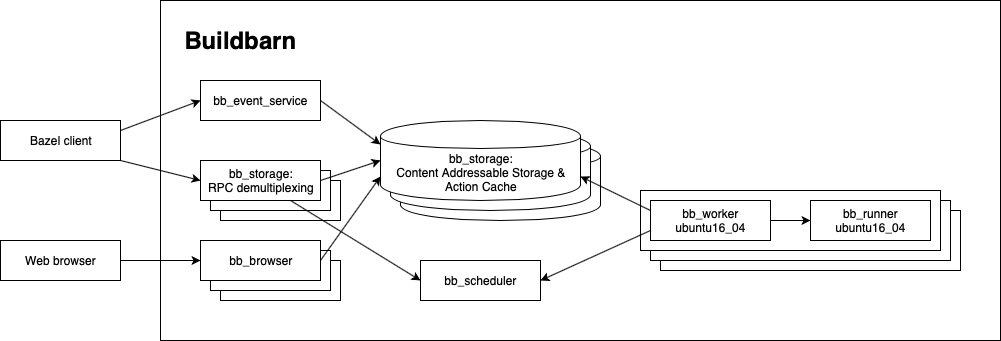 Buildbarn
bb_event_service
Bazel client
bb_storage:
RPC demultiplexing
bb_storage:
Content Addressable Storage &
Action Cache
bb_worker
ubuntu16_04
bb_runner
ubuntu16_04
Web browser
bb_browser
bb_scheduler